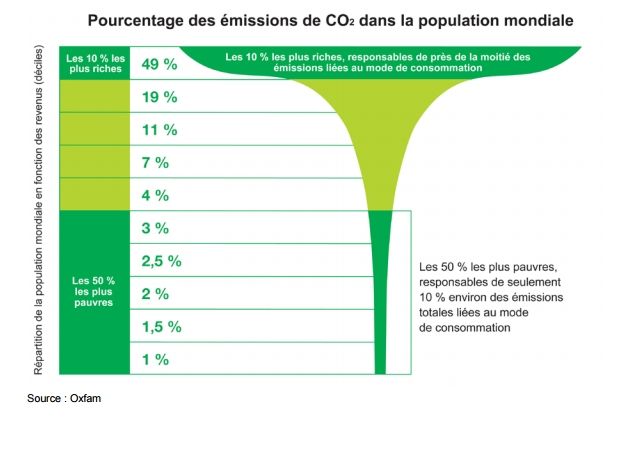 Pourcentage des émissions de CO2 dans la population mondiale
Répartition de la population mondiale en fonction des revenus (déciles)
Les 10 % les
plus riches
49 %
Les 10 % les plus riches, responsables de près de la moitié des
émissions liées au mode de consommation
19 %
11 %
7 %
4 %
3 %
2,5 %
2 %
1,5 %
1 %
Les 50 %
les plus
pauvres
Les 50 % les plus pauvres,
responsables de seulement
10 % environ des émissions
totales liées au mode
de consommation
Source : Oxfam